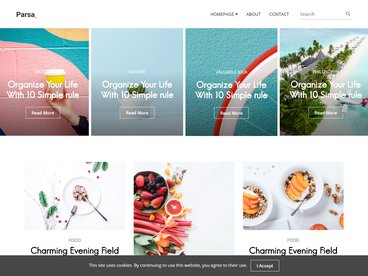 Parsa.
HOMEPAGE ▾ ABOUT CONTACT Search
NATURE
Organize Your Life
With 10 Simple rule
Read More
Organize Your Life
With 10 Simple rule
Read More
VALUABLE IDEA
Organize Your Life
With 10 Simple rule
Read More
PHILOSOPHY
Organize Your Life
With 10 Simple rule
Read More
FOOD
Charming Evening Field
FOOD
Charming Evening Field
This site uses cookies. By continuing to use this website, you agree to their use.
I Accept